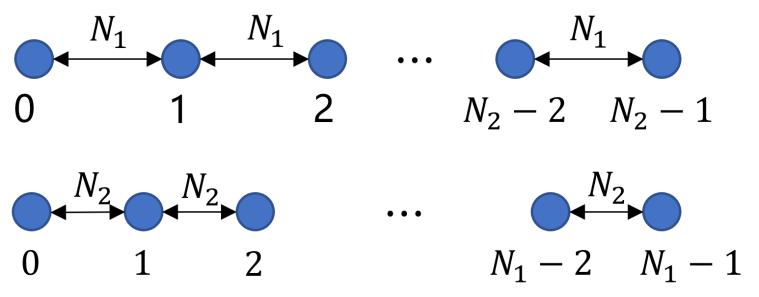 N₁ N₁ ... N₁
0 1 2 N₂ − 2 N₂ − 1
N₂ N₂ ... N₂
0 1 2 N₁ − 2 N₁ − 1